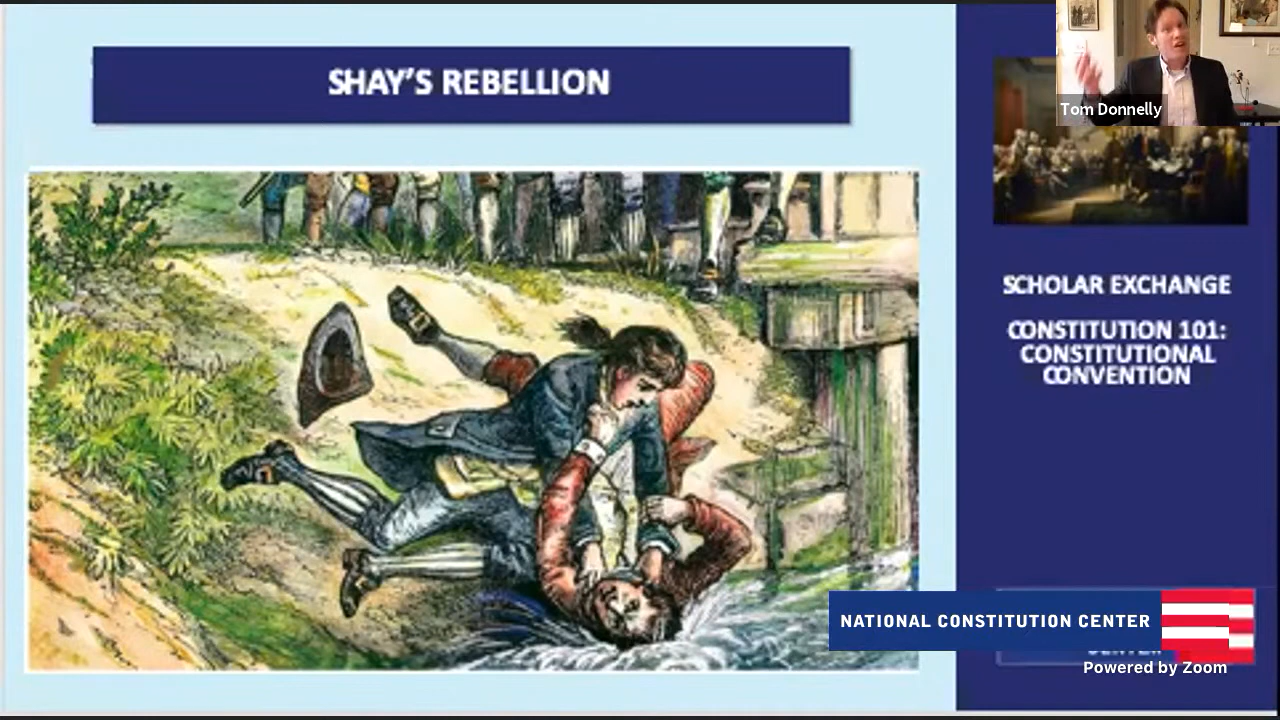 SHAY'S REBELLION
Tom Donnelly
SCHOLAR EXCHANGE
CONSTITUTION 101:
CONSTITUTIONAL
CONVENTION
NATIONAL CONSTITUTION CENTER
Powered by Zoom